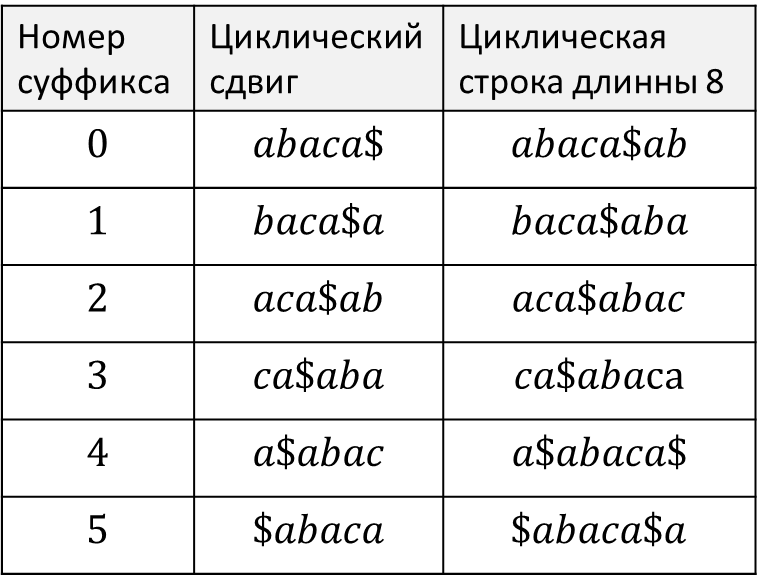 Номер суффикса Циклический сдвиг Циклическая строка длинны 8
0 abaca$ abaca$ab
1 baca$a baca$aba
2 aca$ab aca$abac
3 ca$aba ca$abaca
4 a$abac a$abaca$
5 $abaca $abaca$a